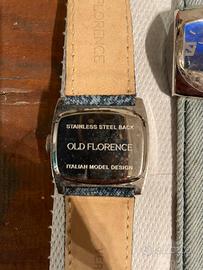 FLORENCE
STAINLESS STEEL BACK
OLD FLORENCE
ITALIAN MODEL DESIGN